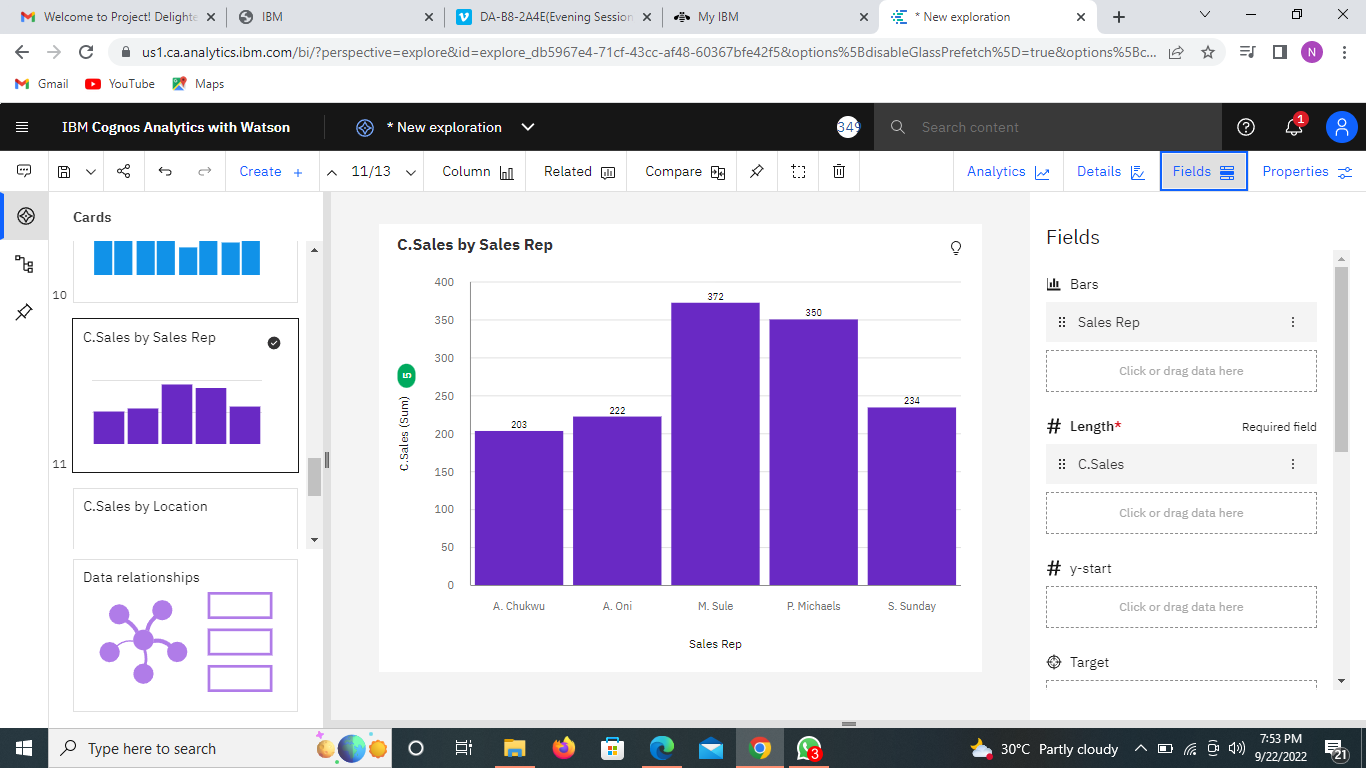 Welcome to Project! Delighte
IBM
DA-B8-2A4E(Evening Session
My IBM
* New exploration
us1.ca.analytics.ibm.com/bi/?perspective=explore&id=explore_db5967e4-71cf-43cc-af48-60367bfe42f5&options%5BdisableGlassPrefetch%5D=true&options%5Bc...
N
Gmail
YouTube
Maps
IBM Cognos Analytics with Watson
* New exploration
349
Search content
1
Create +
11/13
Column
Related
Compare
Analytics
Details
Fields
Properties
Cards
10
C.Sales by Sales Rep
11
C.Sales by Location
Data relationships
C.Sales by Sales Rep
400
350
300
250
200
150
100
50
0
5
C.Sales (Sum)
203
222
372
350
234
A. Chukwu
A. Oni
M. Sule
P. Michaels
S. Sunday
Sales Rep
Fields
Bars
Sales Rep
Click or drag data here
# Length*
Required field
C.Sales
Click or drag data here
# y-start
Click or drag data here
Target
Type here to search
3
30°C Partly cloudy
7:53 PM
9/22/2022
21